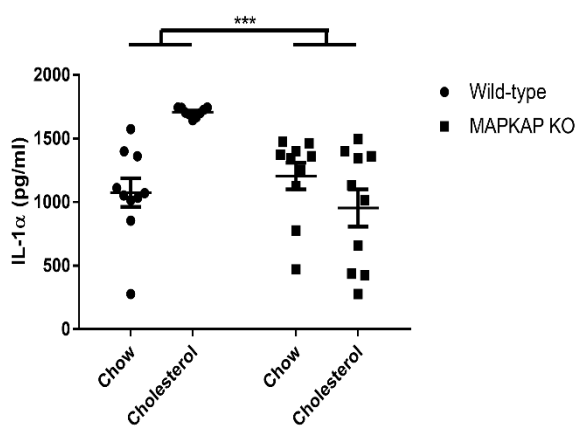 ***
2000
1500
1000
500
0
IL-1α (pg/ml)
Chow
Cholesterol
Chow
Cholesterol
Wild-type
MAPKAP KO